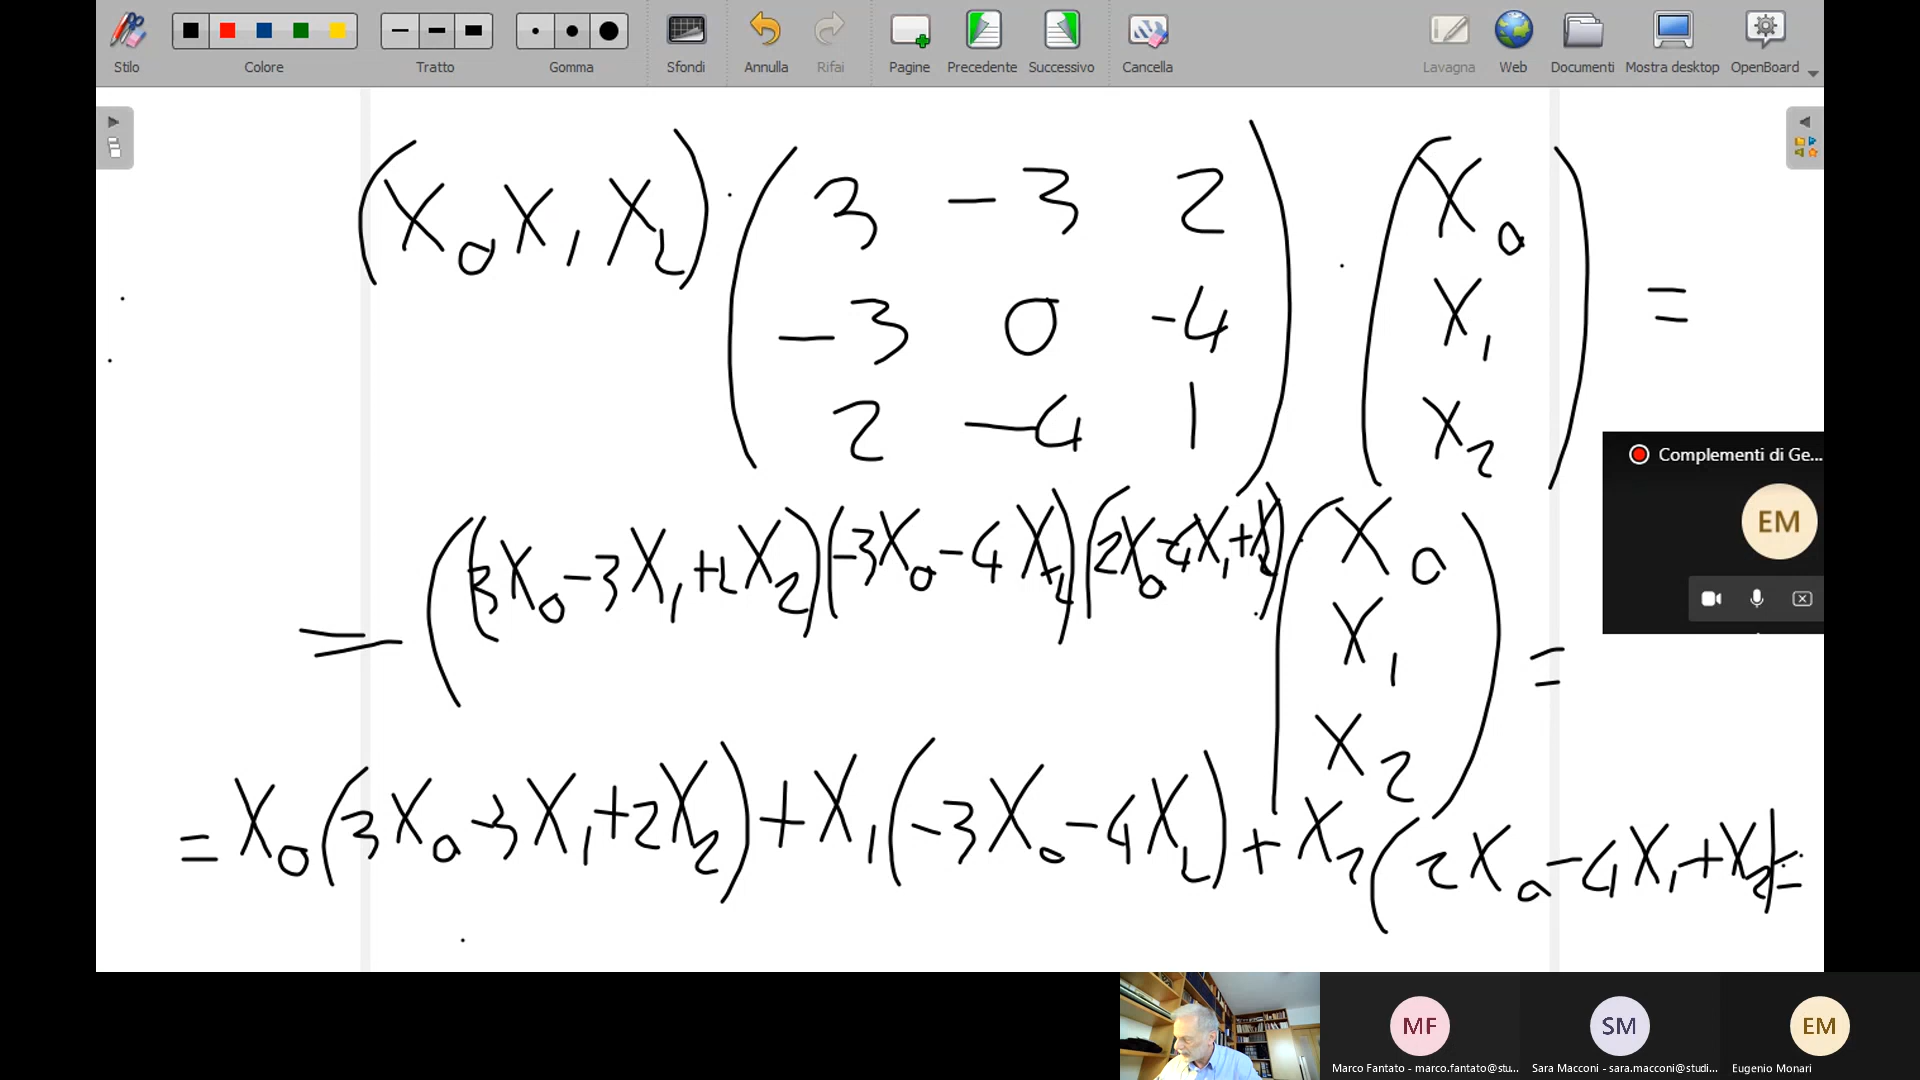 Stilo Colore Tratto Gomma Sfondi Annulla Rifai Pagine Precedente Successivo Cancella Lavagna Web Documenti Mostra desktop OpenBoard
(X₀ X₁ X₂) · ( 3 −3 2 · ( X₀
−3 0 −4 X₁ =
2 −4 1 ) X₂ )
Complementi di Ge...
EM
= ((3X₀ − 3X₁ + 2X₂)(−3X₀ − 4X₂)(2X₀ − 4X₁ + X₂) · ( X₀
X₁ =
X₂ )
= X₀(3X₀ − 3X₁ + 2X₂) + X₁(−3X₀ − 4X₂) + X₂(2X₀ − 4X₁ + X₂) =
MF SM EM
Marco Fantato - marco.fantato@stu... Sara Macconi - sara.macconi@studi... Eugenio Monari